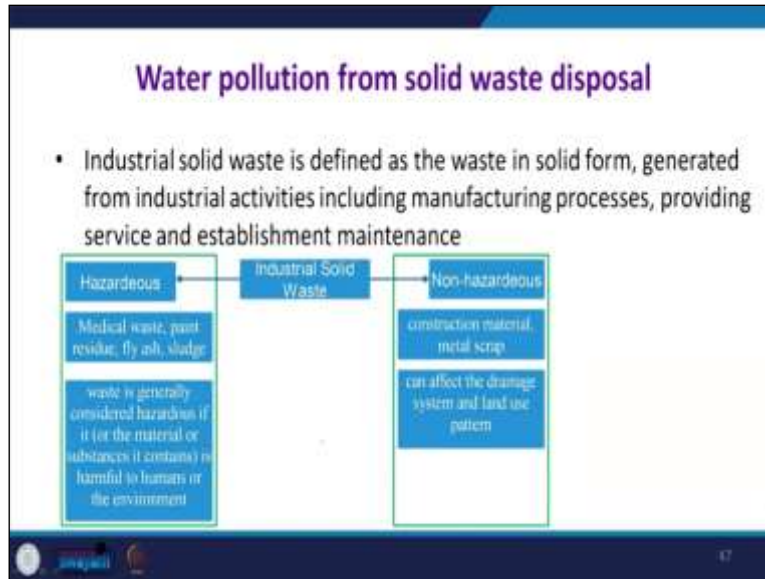 Water pollution from solid waste disposal
• Industrial solid waste is defined as the waste in solid form, generated
from industrial activities including manufacturing processes, providing
service and establishment maintenance
Hazardeous
Industrial Solid
Waste
Non-hazardeous
Medical waste, paint
residue, fly ash, sludge
waste is generally
considered hazardous if
it (or the material or
substances it contains) is
harmful to humans or
the environment
construction material,
metal scrap
can affect the drainage
system and land use
pattern
swayam
47